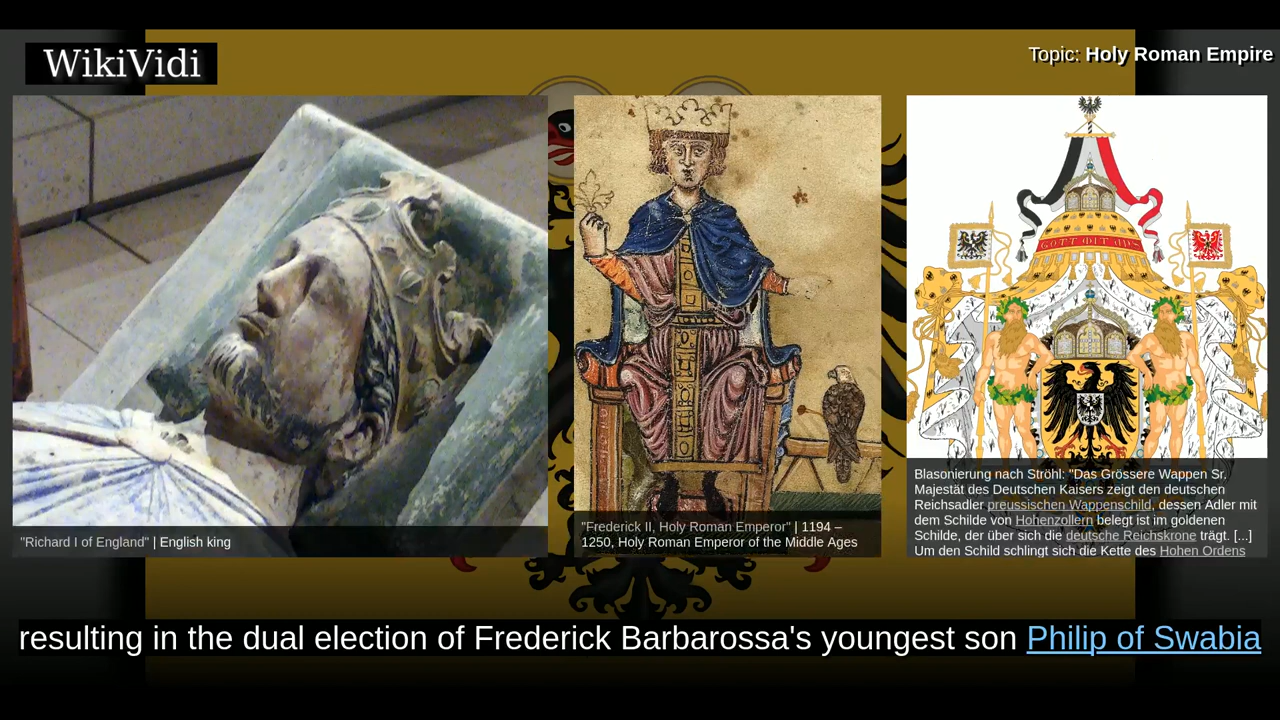 WikiVidi
Topic: Holy Roman Empire
GOTT MIT UNS
"Richard I of England" | English king
"Frederick II, Holy Roman Emperor" | 1194 –
1250, Holy Roman Emperor of the Middle Ages
Blasonierung nach Ströhl: "Das Grössere Wappen Sr.
Majestät des Deutschen Kaisers zeigt den deutschen
Reichsadler preussischen Wappenschild, dessen Adler mit
dem Schilde von Hohenzollern belegt ist im goldenen
Schilde, der über sich die deutsche Reichskrone trägt. [...]
Um den Schild schlingt sich die Kette des Hohen Ordens
resulting in the dual election of Frederick Barbarossa's youngest son Philip of Swabia